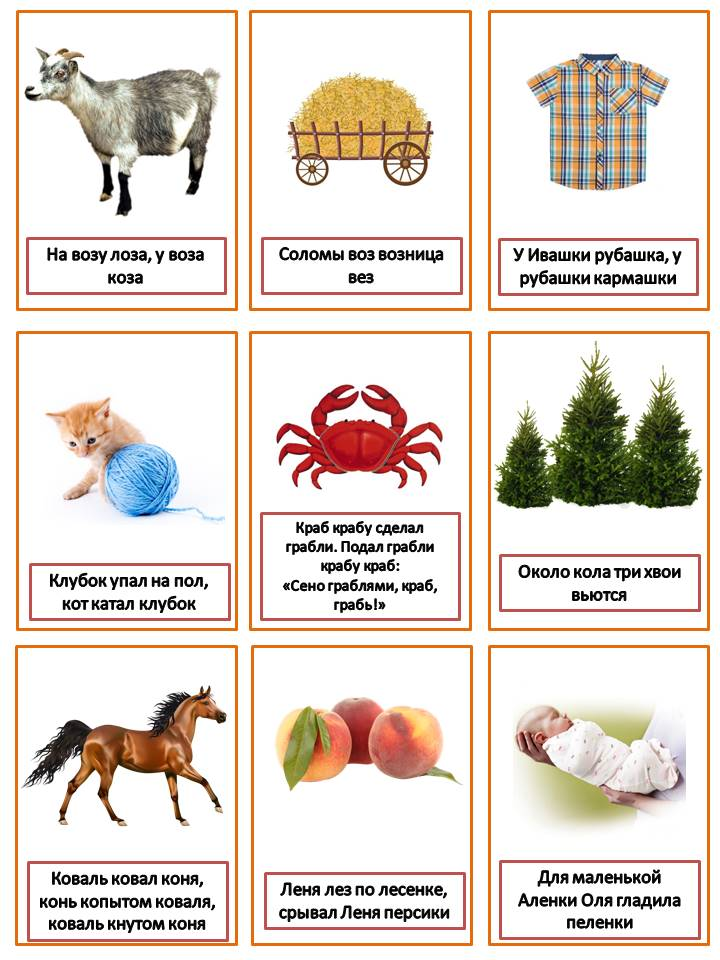 На возу лоза, у воза
коза
Соломы воз возница
вез
У Ивашки рубашка, у
рубашки кармашки
Клубок упал на пол,
кот катал клубок
Краб крабу сделал
грабли. Подал грабли
крабу краб:
«Сено граблями, краб,
грабь!»
Около кола три хвои
вьются
Коваль ковал коня,
конь копытом коваля,
коваль кнутом коня
Леня лез по лесенке,
срывал Леня персики
Для маленькой
Аленки Оля гладила
пеленки